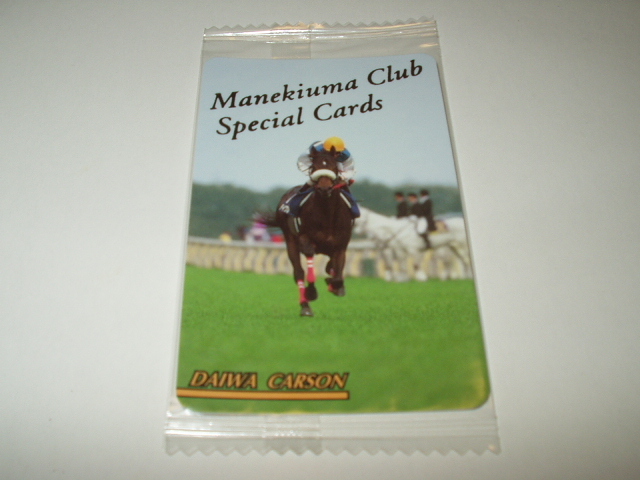 Manekiuma Club
Special Cards
DAIWA CARSON